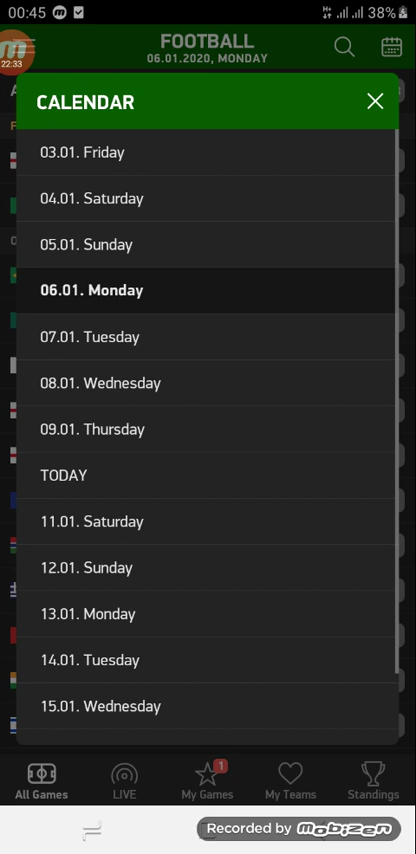 00:45
38%
FOOTBALL
06.01.2020, MONDAY
22:33
CALENDAR
03.01. Friday
04.01. Saturday
05.01. Sunday
06.01. Monday
07.01. Tuesday
08.01. Wednesday
09.01. Thursday
TODAY
11.01. Saturday
12.01. Sunday
13.01. Monday
14.01. Tuesday
15.01. Wednesday
1
All Games LIVE My Games My Teams Standings
Recorded by Mobizen